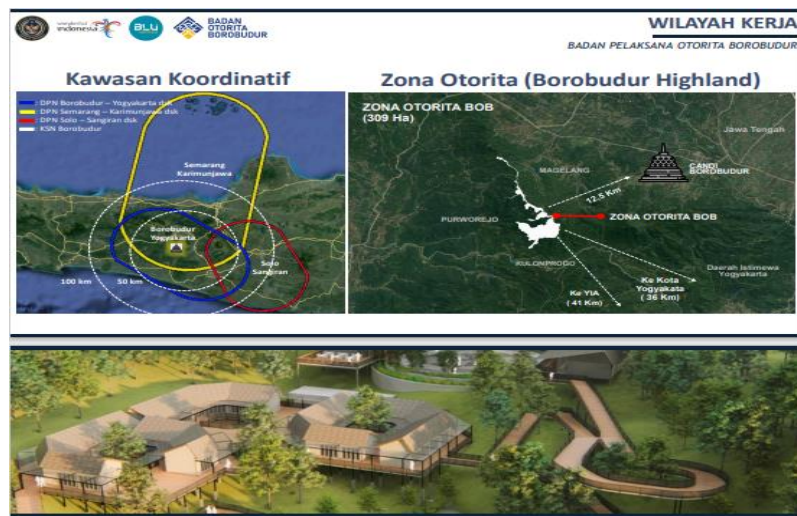 wonderful
indonesia
BLU
BADAN
OTORITA
BOROBUDUR
WILAYAH KERJA
BADAN PELAKSANA OTORITA BOROBUDUR
Kawasan Koordinatif
: DPN Borobudur – Yogyakarta dsk
: DPN Semarang – Karimunjawa dsk
: DPN Solo – Sangiran dsk
: KSN Borobudur
Semarang
Karimunjawa
Borobudur
Yogyakarta
Solo
Sangiran
100 km
50 km
Zona Otorita (Borobudur Highland)
ZONA OTORITA BOB
(309 Ha)
Jawa Tengah
MAGELANG
CANDI
BOROBUDUR
12.5 Km
PURWOREJO
ZONA OTORITA BOB
KULONPROGO
Daerah Istimewa
Yogyakarta
Ke Kota
Yogyakata
( 36 Km)
Ke YIA
( 41 Km)